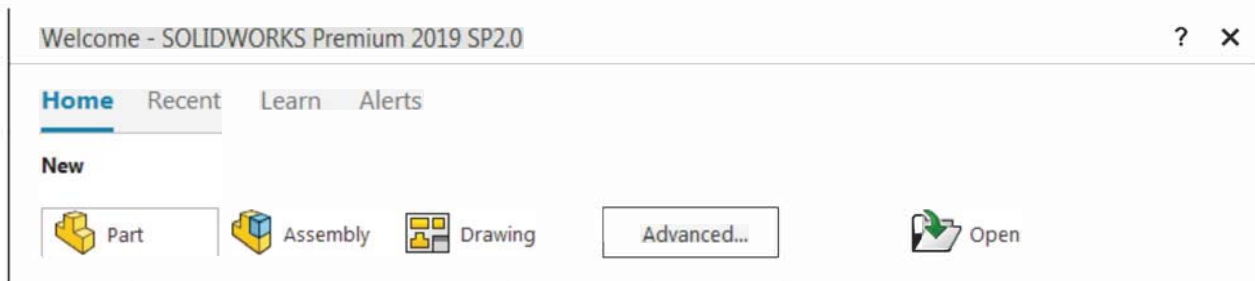 Welcome - SOLIDWORKS Premium 2019 SP2.0 ? ×
Home Recent Learn Alerts
New
Part Assembly Drawing Advanced... Open